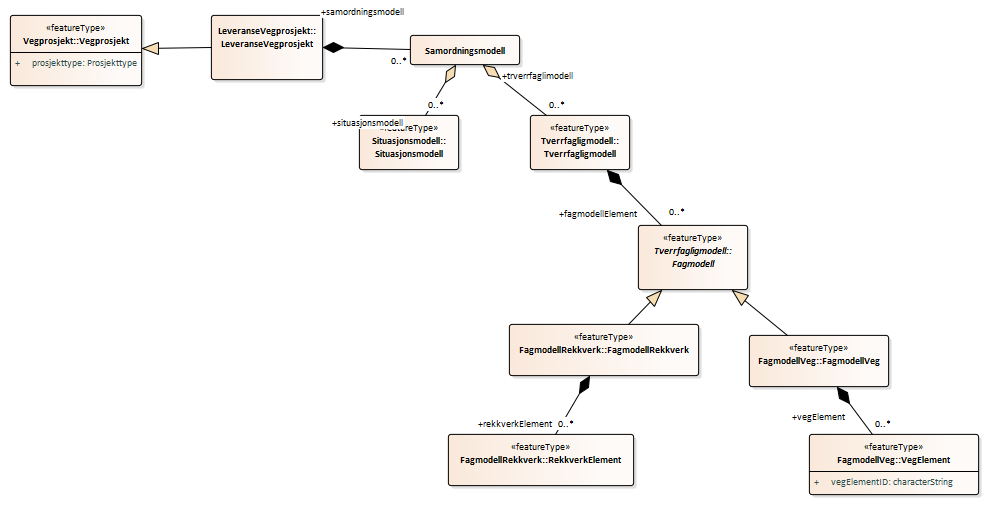 +samordningsmodell
«featureType»
Vegprosjekt::Vegprosjekt
+ prosjekttype: Prosjekttype
LeveranseVegprosjekt::
LeveranseVegprosjekt
0..*
Samordningsmodell
+trverrfaglimodell
0..*
0..*
+situasjonsmodell
«featureType»
Situasjonsmodell::
Situasjonsmodell
«featureType»
Tverrfagligmodell::
Tverrfagligmodell
+fagmodellElement
0..*
«featureType»
Tverrfagligmodell::
Fagmodell
«featureType»
FagmodellRekkverk::FagmodellRekkverk
«featureType»
FagmodellVeg::FagmodellVeg
+rekkverkElement 0..*
+vegElement
0..*
«featureType»
FagmodellRekkverk::RekkverkElement
«featureType»
FagmodellVeg::VegElement
+ vegElementID: characterString